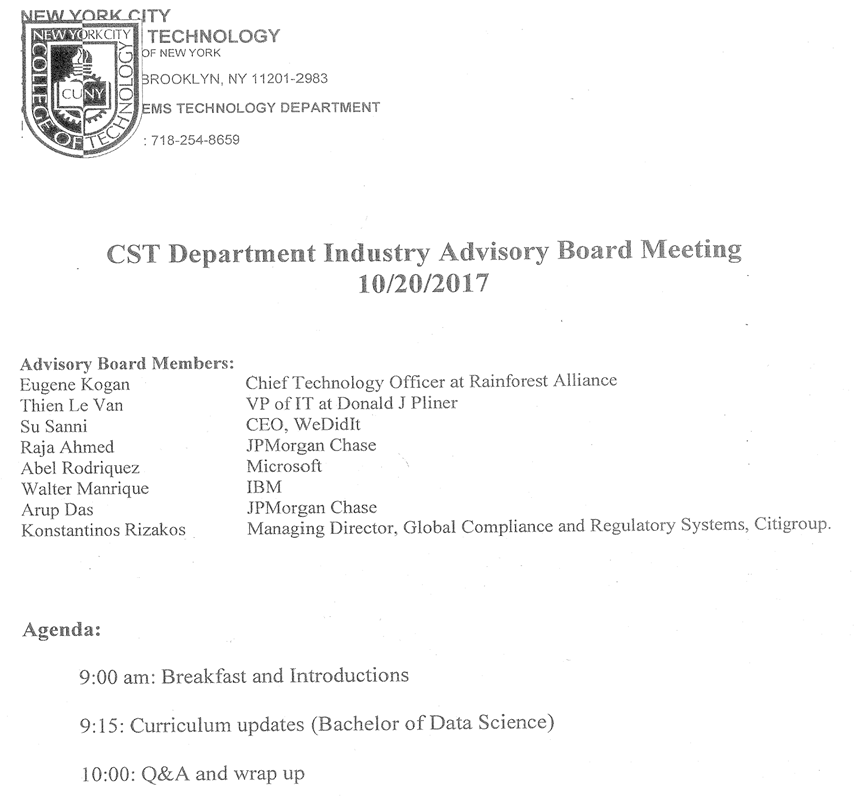 NEW YORK CITY
TECHNOLOGY
OF NEW YORK
BROOKLYN, NY 11201-2983
EMS TECHNOLOGY DEPARTMENT
: 718-254-8659
NEW YORK CITY
COLLEGE OF TECHNOLOGY
CUNY
CST Department Industry Advisory Board Meeting
10/20/2017
Advisory Board Members:
Eugene Kogan Chief Technology Officer at Rainforest Alliance
Thien Le Van VP of IT at Donald J Pliner
Su Sanni CEO, WeDidIt
Raja Ahmed JPMorgan Chase
Abel Rodriquez Microsoft
Walter Manrique IBM
Arup Das JPMorgan Chase
Konstantinos Rizakos Managing Director, Global Compliance and Regulatory Systems, Citigroup.
Agenda:
9:00 am: Breakfast and Introductions
9:15: Curriculum updates (Bachelor of Data Science)
10:00: Q&A and wrap up